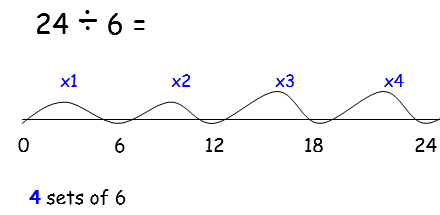 24 ÷ 6 =
x1 x2 x3 x4
0 6 12 18 24
4 sets of 6